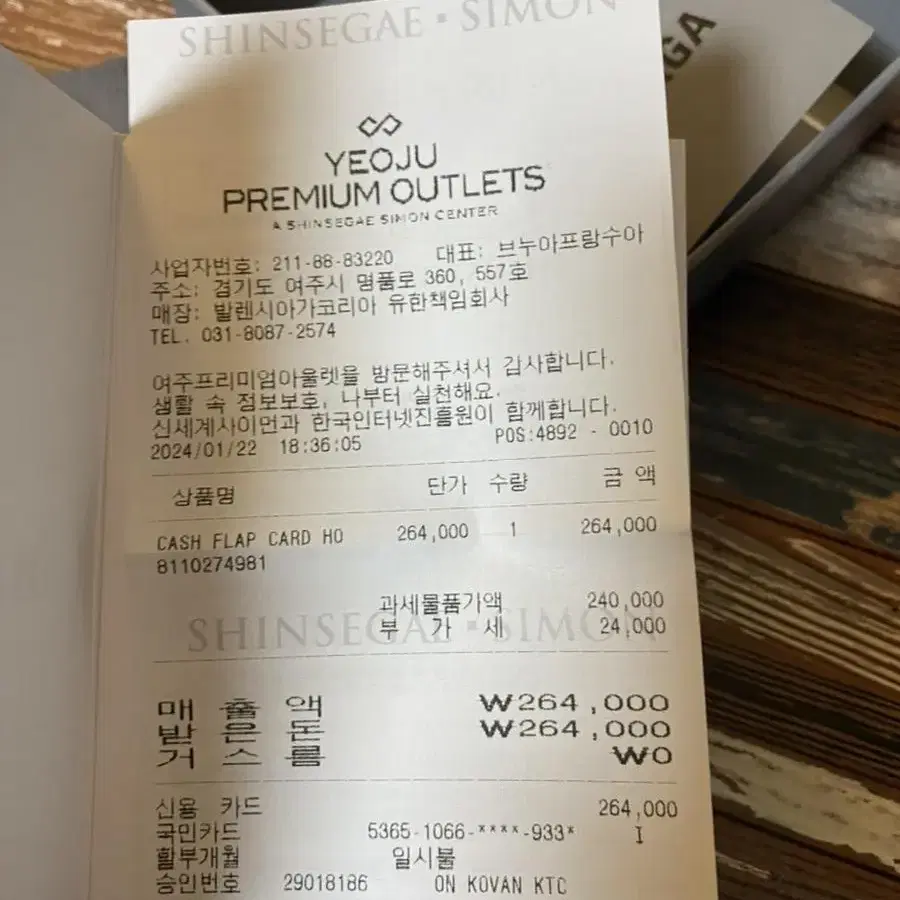 SHINSEGAE · SIMON
GA
YEOJU
PREMIUM OUTLETS
A SHINSEGAE SIMON CENTER
사업자번호: 211-88-83220 대표: 브누아프랑수아
주소: 경기도 여주시 명품로 360, 557호
매장: 발렌시아가코리아 유한책임회사
TEL. 031-8087-2574
여주프리미엄아울렛을 방문해주셔서 감사합니다.
생활 속 정보보호, 나부터 실천해요.
신세계사이먼과 한국인터넷진흥원이 함께합니다.
2024/01/22 18:36:05 POS:4892 - 0010
상품명 단가 수량 금 액
CASH FLAP CARD HO 264,000 1 264,000
8110274981
과세물품가액 240,000
부 가 세 24,000
SHINSEGAE · SIMON
매 출 액 ₩264,000
받 은 돈 ₩264,000
거 스 름 ₩0
신용 카드 264,000
국민카드 5365-1066-****-933* I
할부개월 일시불
승인번호 29018186 ON KOVAN KTC